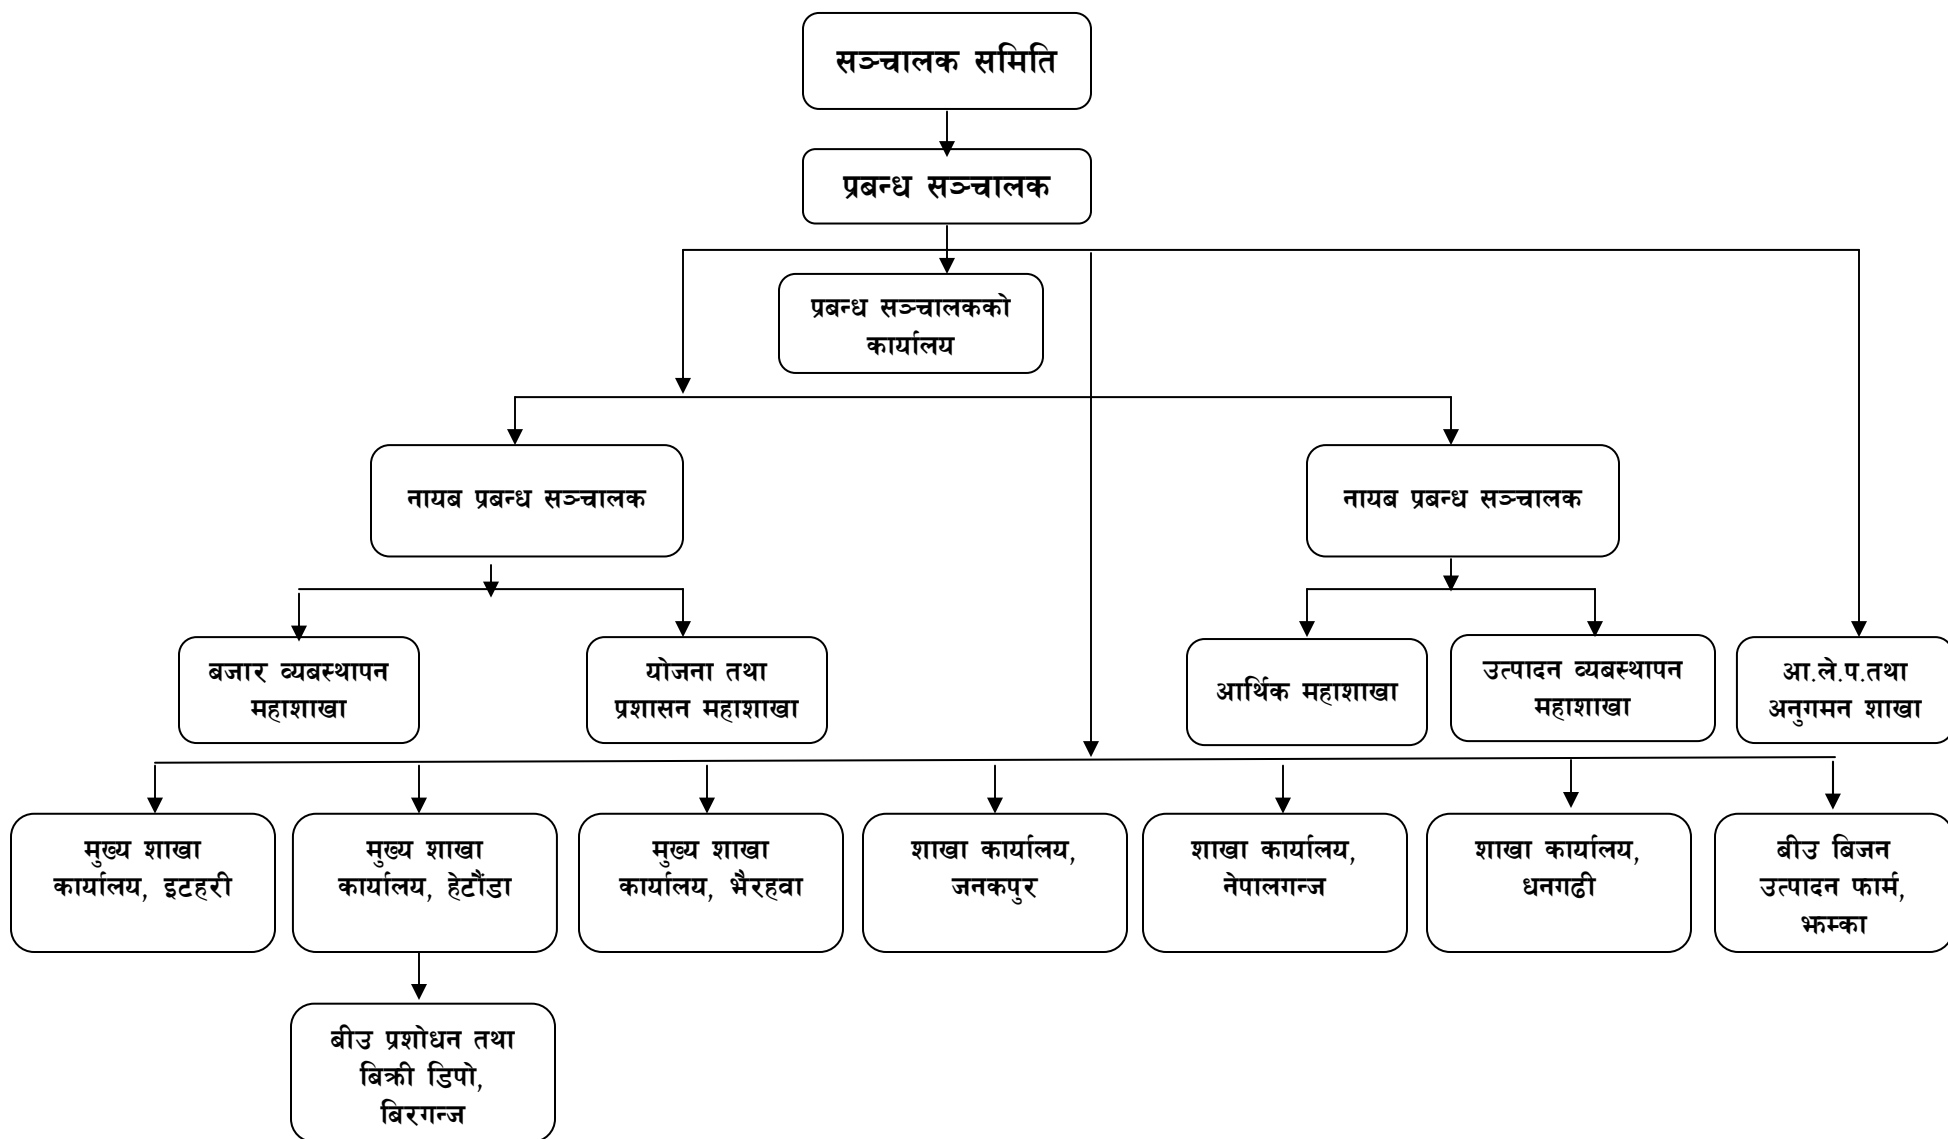 सञ्चालक समिति
प्रबन्ध सञ्चालक
प्रबन्ध सञ्चालकको
कार्यालय
नायब प्रबन्ध सञ्चालक
नायब प्रबन्ध सञ्चालक
बजार व्यबस्थापन
महाशाखा
योजना तथा
प्रशासन महाशाखा
आर्थिक महाशाखा
उत्पादन व्यबस्थापन
महाशाखा
आ.ले.प.तथा
अनुगमन शाखा
मुख्य शाखा
कार्यालय, इटहरी
मुख्य शाखा
कार्यालय, हेटौंडा
मुख्य शाखा
कार्यालय, भैरहवा
शाखा कार्यालय,
जनकपुर
शाखा कार्यालय,
नेपालगन्ज
शाखा कार्यालय,
धनगढी
बीउ बिजन
उत्पादन फार्म,
झम्का
बीउ प्रशोधन तथा
बिक्री डिपो,
बिरगन्ज